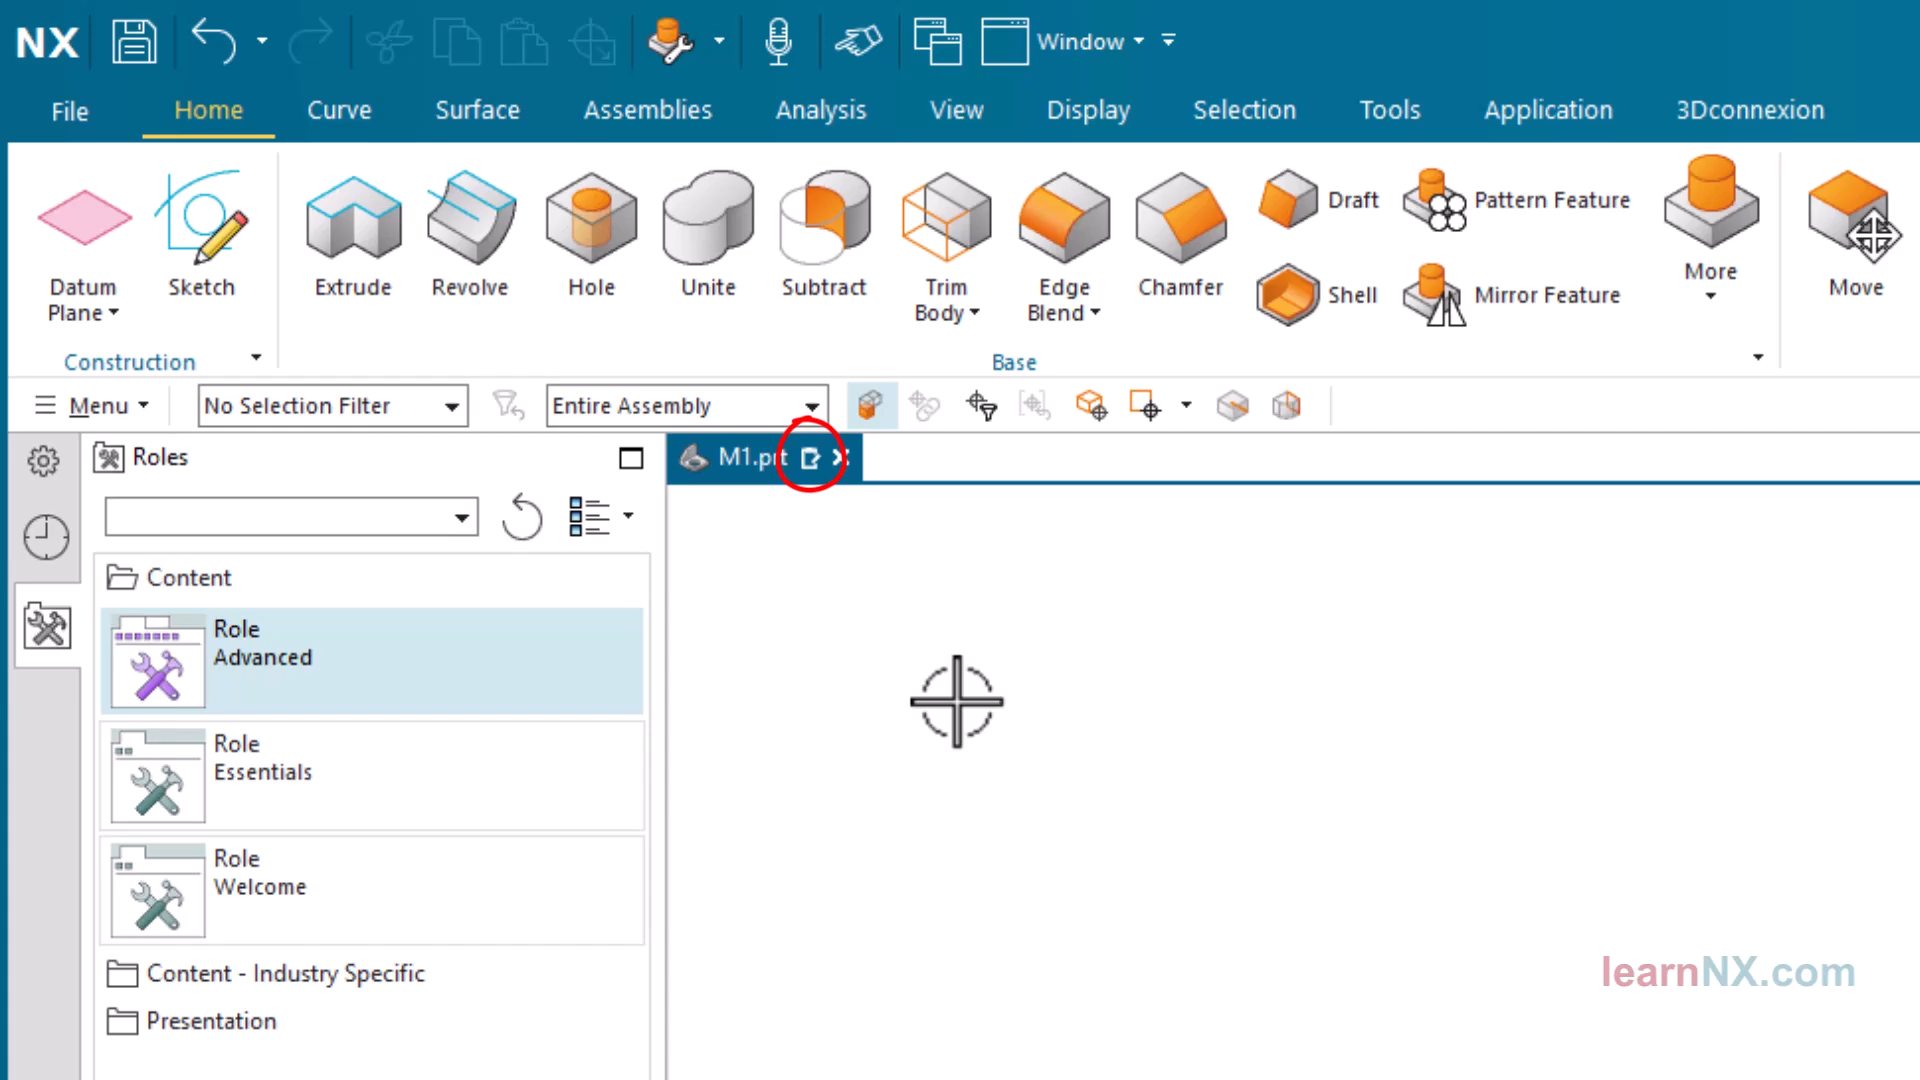 NX
Window
File Home Curve Surface Assemblies Analysis View Display Selection Tools Application 3Dconnexion
Datum Plane
Sketch
Extrude
Revolve
Hole
Unite
Subtract
Trim Body
Edge Blend
Chamfer
Draft
Shell
Pattern Feature
Mirror Feature
More
Move
Construction
Base
Menu
No Selection Filter
Entire Assembly
Roles
M1.prt
Content
Role
Advanced
Role
Essentials
Role
Welcome
Content - Industry Specific
Presentation
learnNX.com